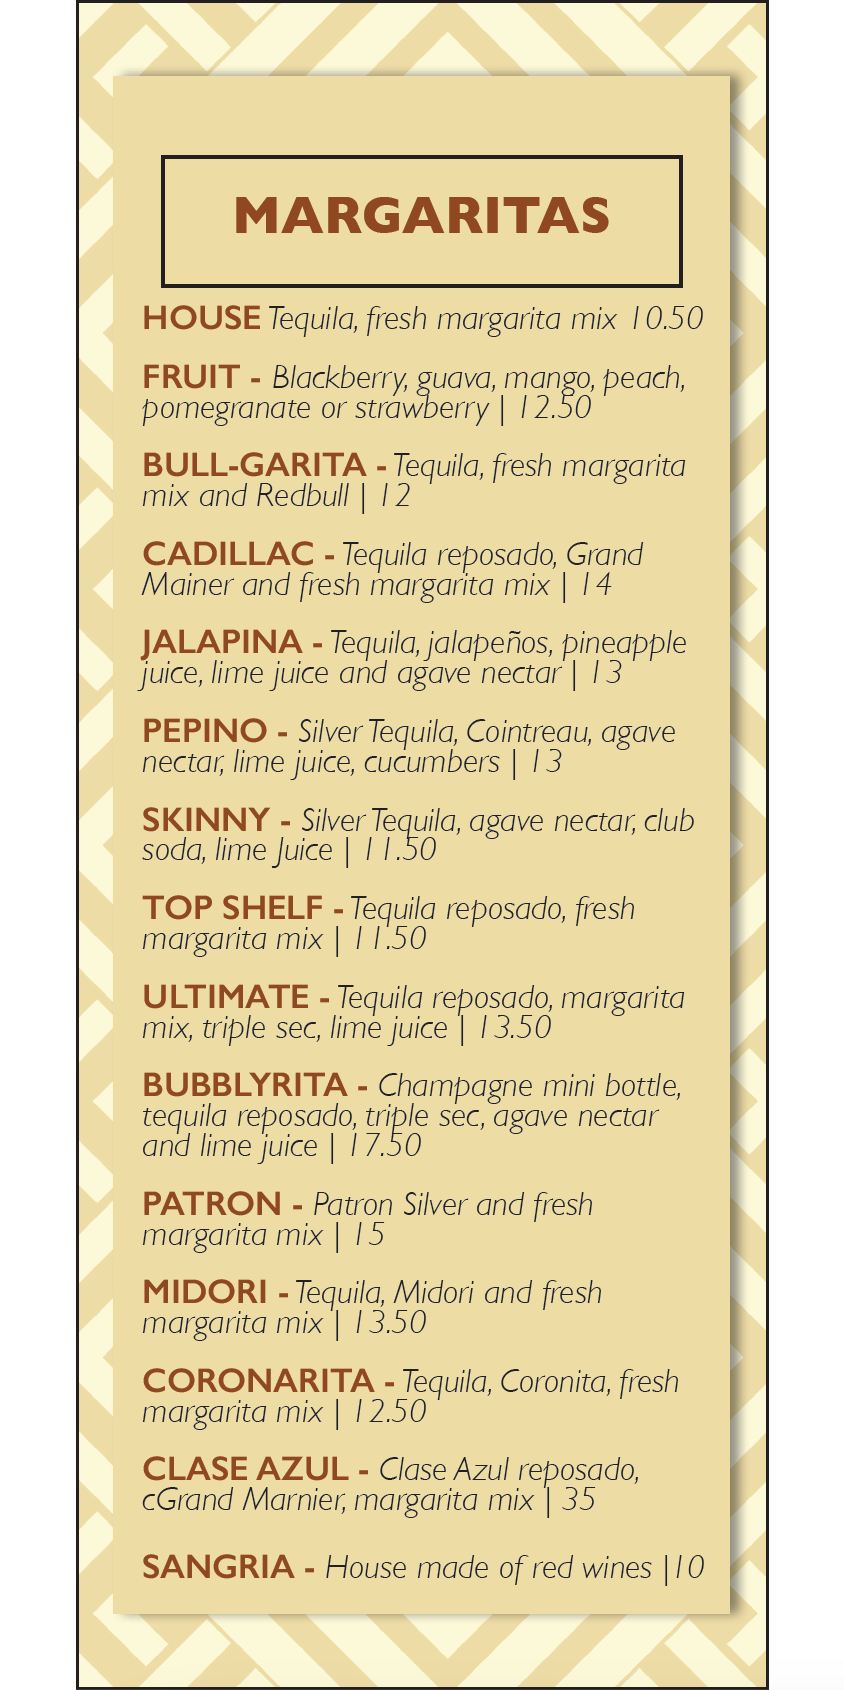 MARGARITAS
HOUSE Tequila, fresh margarita mix 10.50
FRUIT - Blackberry, guava, mango, peach,
pomegranate or strawberry | 12.50
BULL-GARITA - Tequila, fresh margarita
mix and Redbull | 12
CADILLAC - Tequila reposado, Grand
Mainer and fresh margarita mix | 14
JALAPINA - Tequila, jalapeños, pineapple
juice, lime juice and agave nectar | 13
PEPINO - Silver Tequila, Cointreau, agave
nectar, lime juice, cucumbers | 13
SKINNY - Silver Tequila, agave nectar, club
soda, lime Juice | 11.50
TOP SHELF - Tequila reposado, fresh
margarita mix | 11.50
ULTIMATE - Tequila reposado, margarita
mix, triple sec, lime juice | 13.50
BUBBLYRITA - Champagne mini bottle,
tequila reposado, triple sec, agave nectar
and lime juice | 17.50
PATRON - Patron Silver and fresh
margarita mix | 15
MIDORI - Tequila, Midori and fresh
margarita mix | 13.50
CORONARITA - Tequila, Coronita, fresh
margarita mix | 12.50
CLASE AZUL - Clase Azul reposado,
cGrand Marnier, margarita mix | 35
SANGRIA - House made of red wines |10